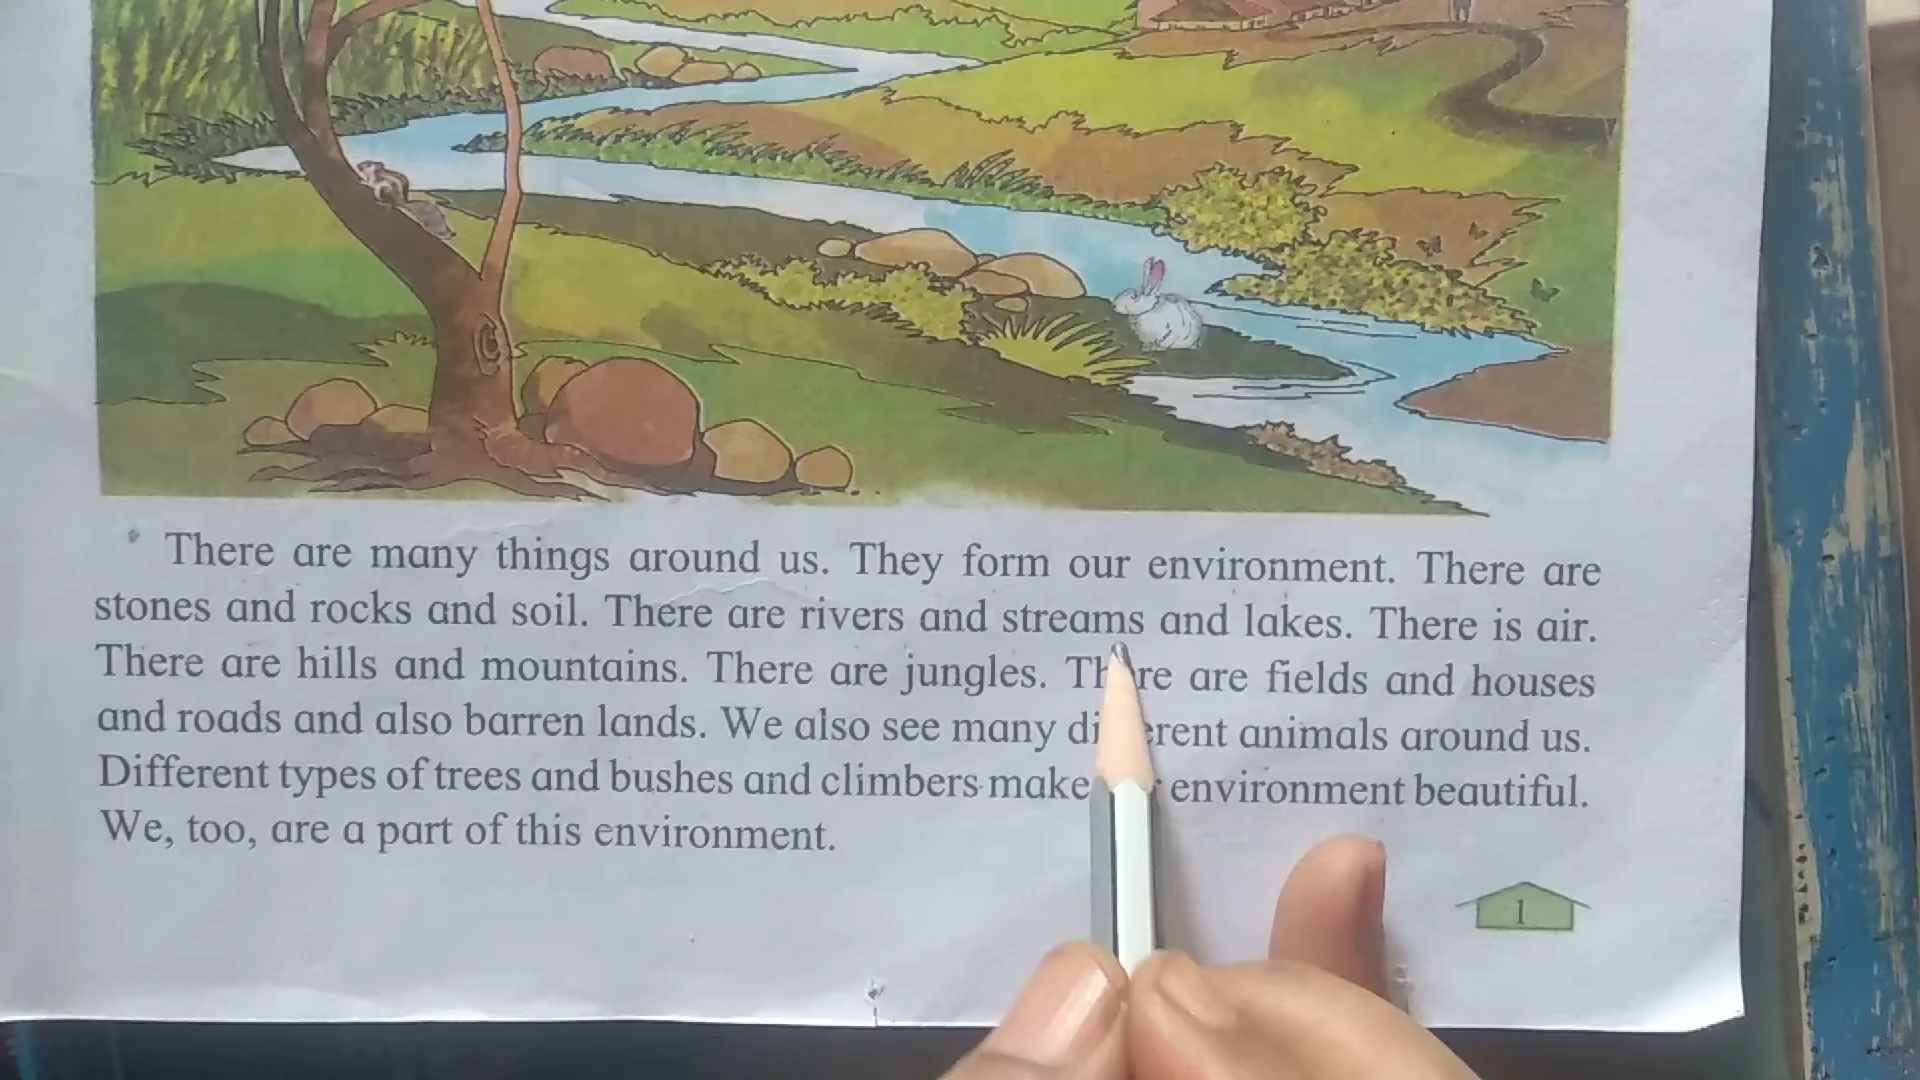 There are many things around us. They form our environment. There are
stones and rocks and soil. There are rivers and streams and lakes. There is air.
There are hills and mountains. There are jungles. There are fields and houses
and roads and also barren lands. We also see many different animals around us.
Different types of trees and bushes and climbers make environment beautiful.
We, too, are a part of this environment.
1